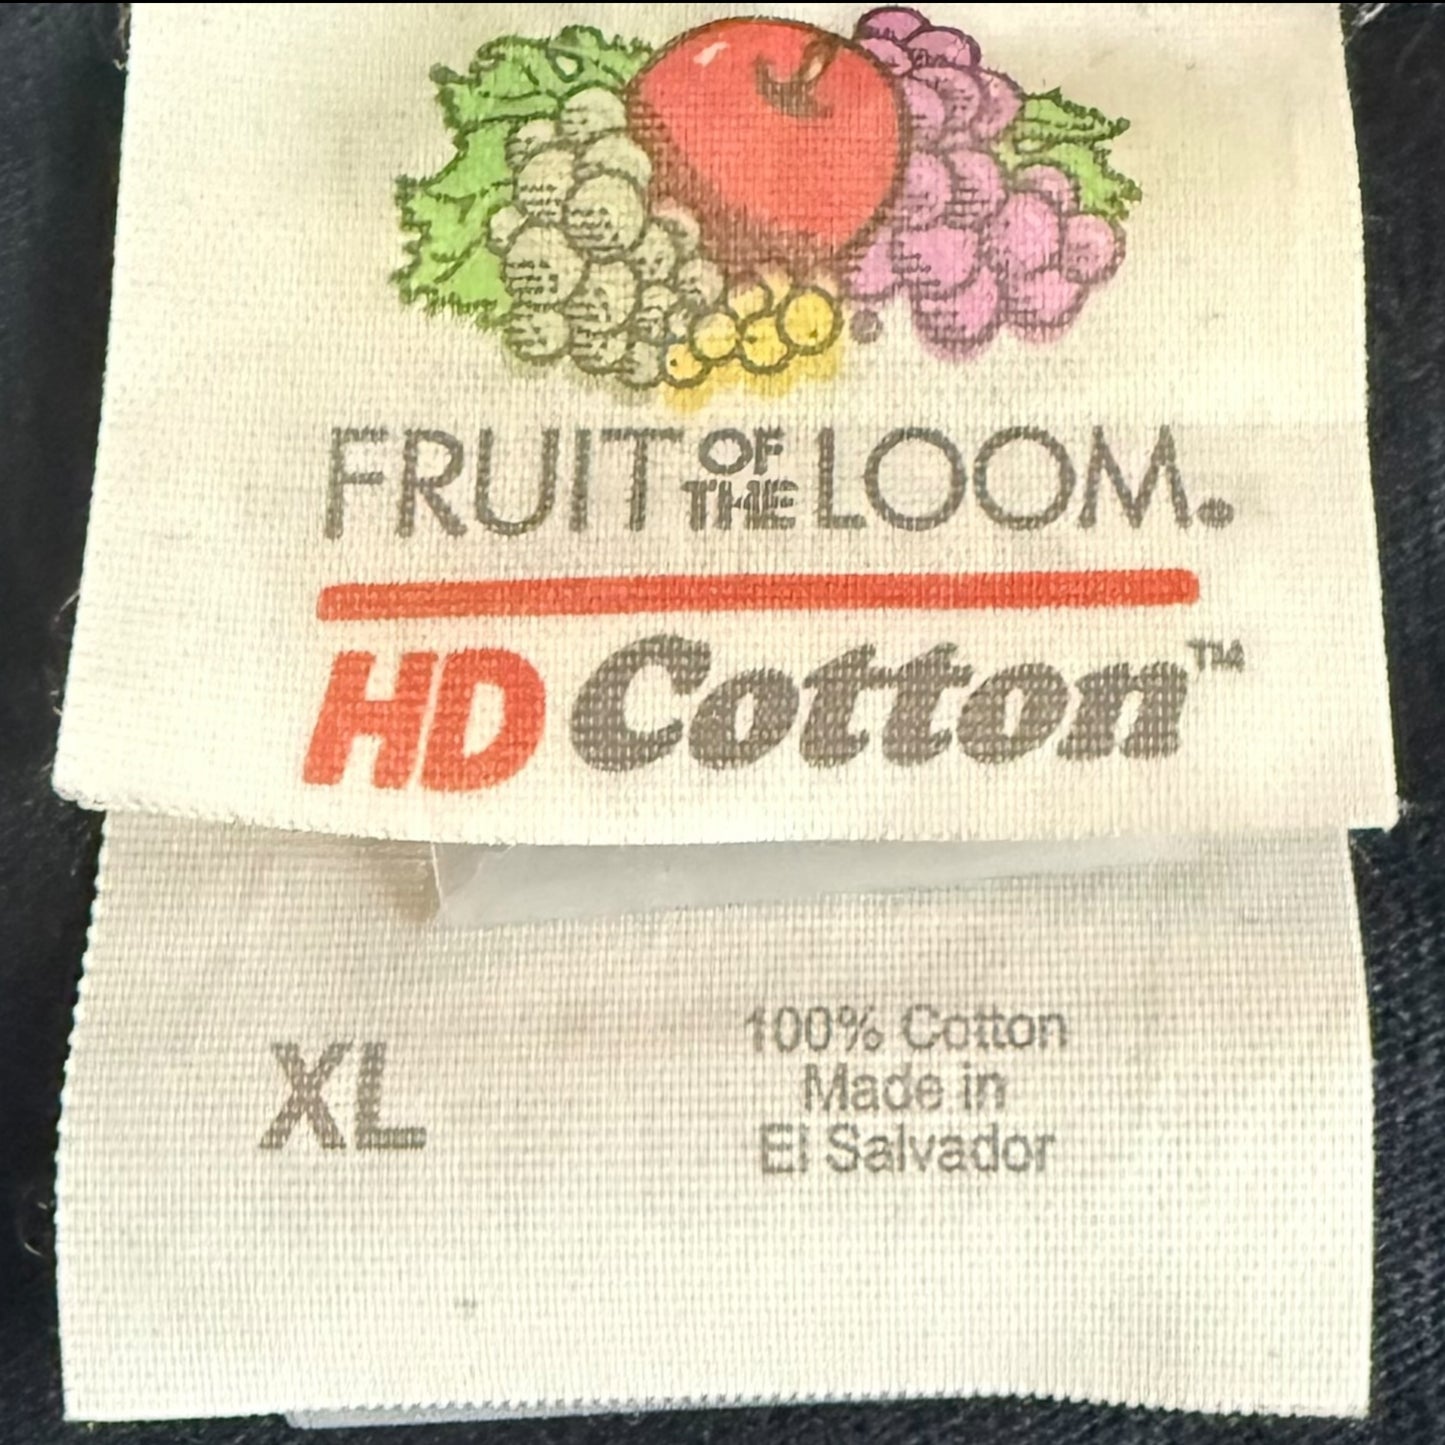 FRUIT OF THE LOOM.
HD Cotton™
XL
100% Cotton
Made in
El Salvador